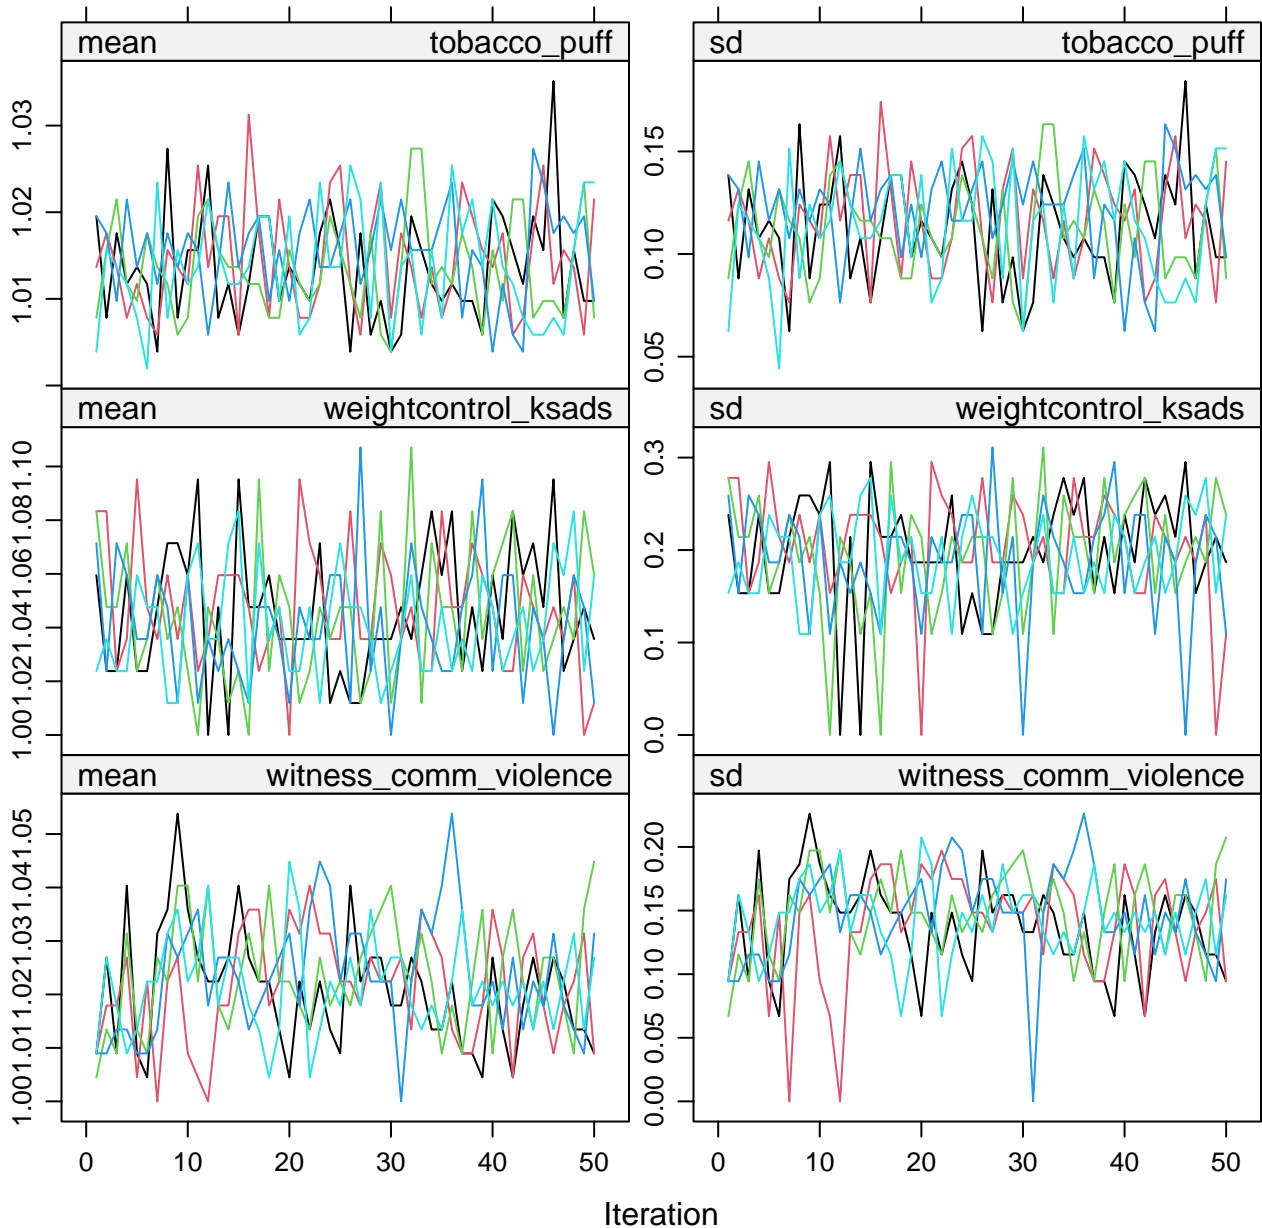 mean tobacco_puff sd tobacco_puff
1.01 1.02 1.03
0.05 0.10 0.15
mean weightcontrol_ksads sd weightcontrol_ksads
1.00 1.02 1.04 1.06 1.08 1.10
0.0 0.1 0.2 0.3
mean witness_comm_violence sd witness_comm_violence
1.00 1.01 1.02 1.03 1.04 1.05
0.00 0.05 0.10 0.15 0.20
0 10 20 30 40 50 0 10 20 30 40 50
Iteration